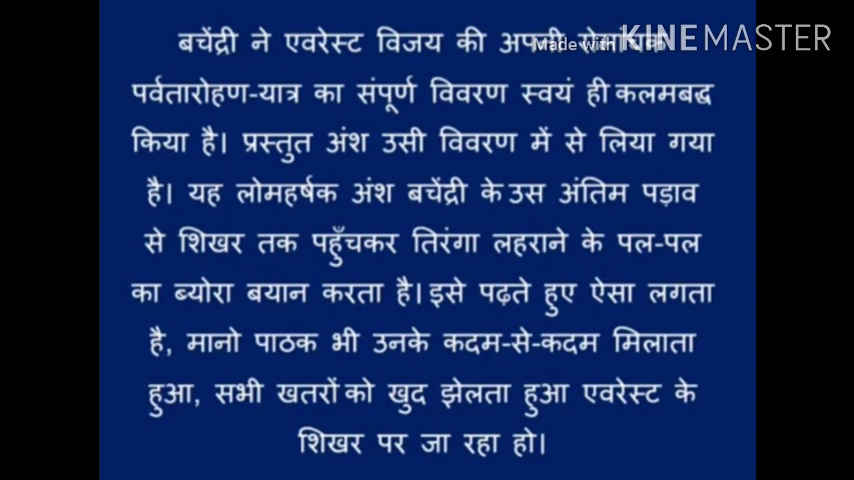 बचेंद्री ने एवरेस्ट विजय की अपनी
Made with KINEMASTER
पर्वतारोहण-यात्र का संपूर्ण विवरण स्वयं ही कलमबद्ध
किया है। प्रस्तुत अंश उसी विवरण में से लिया गया
है। यह लोमहर्षक अंश बचेंद्री के उस अंतिम पड़ाव
से शिखर तक पहुँचकर तिरंगा लहराने के पल-पल
का ब्योरा बयान करता है। इसे पढ़ते हुए ऐसा लगता
है, मानो पाठक भी उनके कदम-से-कदम मिलाता
हुआ, सभी खतरों को खुद झेलता हुआ एवरेस्ट के
शिखर पर जा रहा हो।